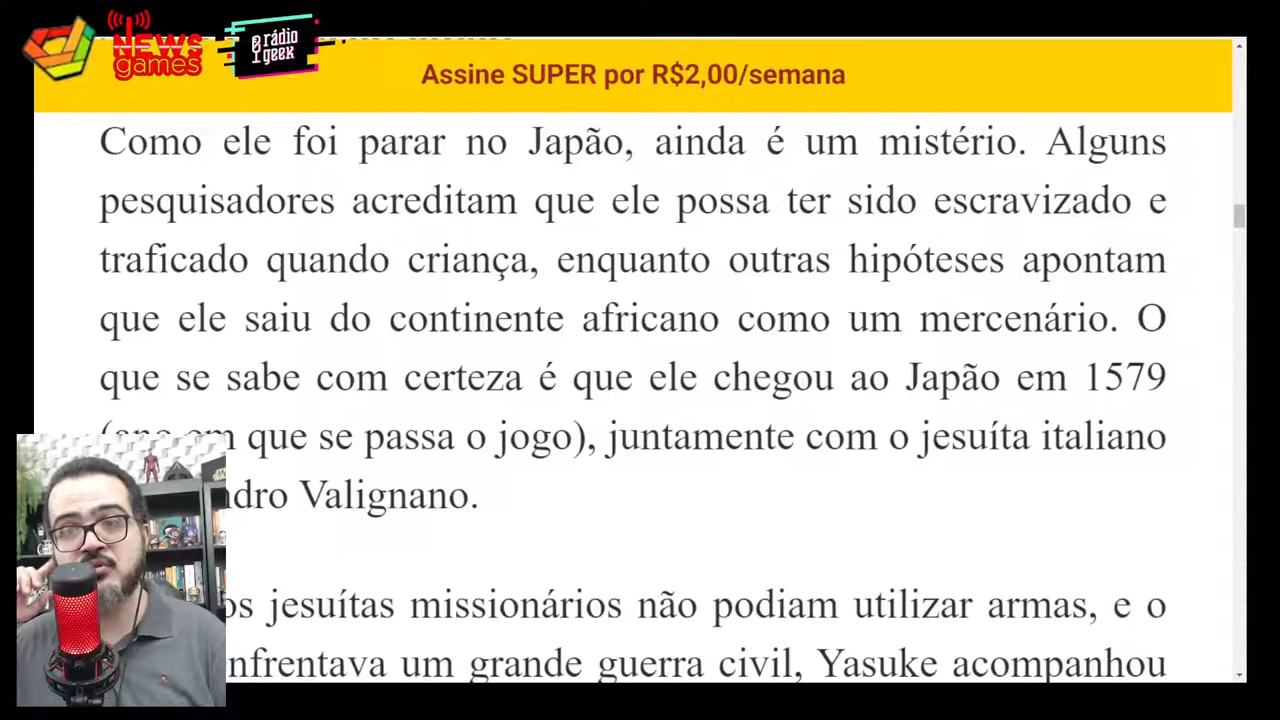 NEWS games
rádio geek
Assine SUPER por R$2,00/semana
Como ele foi parar no Japão, ainda é um mistério. Alguns
pesquisadores acreditam que ele possa ter sido escravizado e
traficado quando criança, enquanto outras hipóteses apontam
que ele saiu do continente africano como um mercenário. O
que se sabe com certeza é que ele chegou ao Japão em 1579
(ano em que se passa o jogo), juntamente com o jesuíta italiano
ndro Valignano.
os jesuítas missionários não podiam utilizar armas, e o
nfrentava um grande guerra civil, Yasuke acompanhou